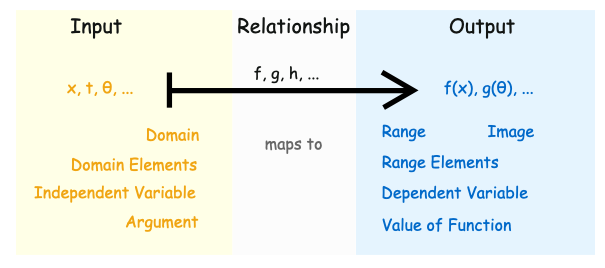 Input Relationship Output
f, g, h, ...
x, t, θ, ... f(x), g(θ), ...
Domain maps to Range Image
Domain Elements Range Elements
Independent Variable Dependent Variable
Argument Value of Function